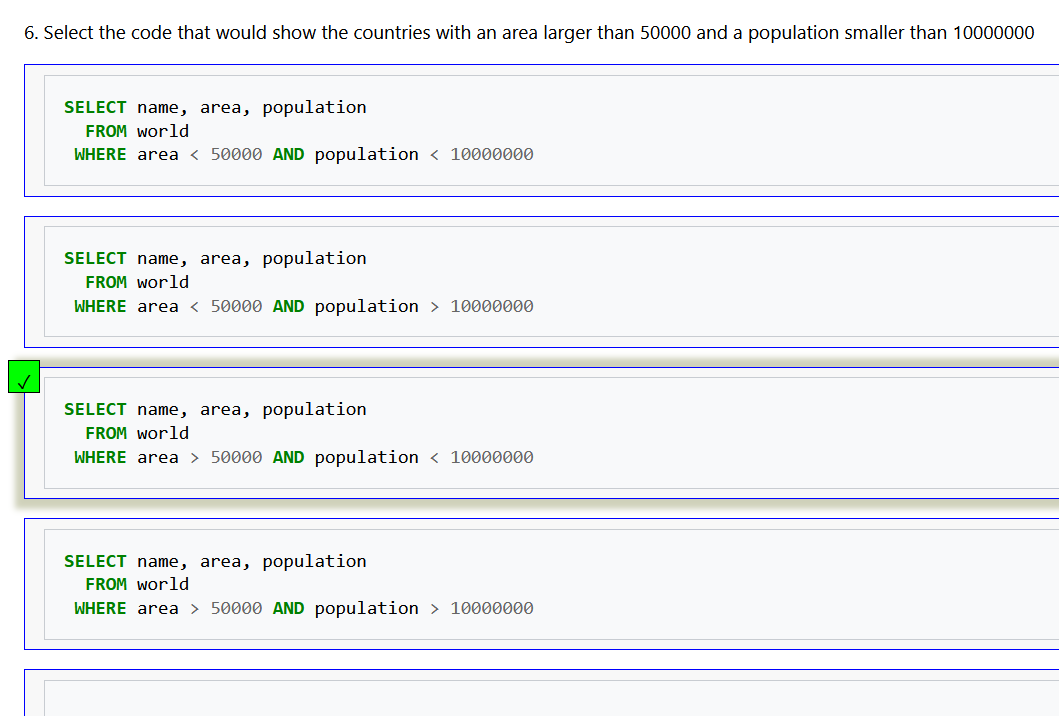 6. Select the code that would show the countries with an area larger than 50000 and a population smaller than 10000000
SELECT name, area, population
FROM world
WHERE area < 50000 AND population < 10000000
SELECT name, area, population
FROM world
WHERE area < 50000 AND population > 10000000
✓
SELECT name, area, population
FROM world
WHERE area > 50000 AND population < 10000000
SELECT name, area, population
FROM world
WHERE area > 50000 AND population > 10000000